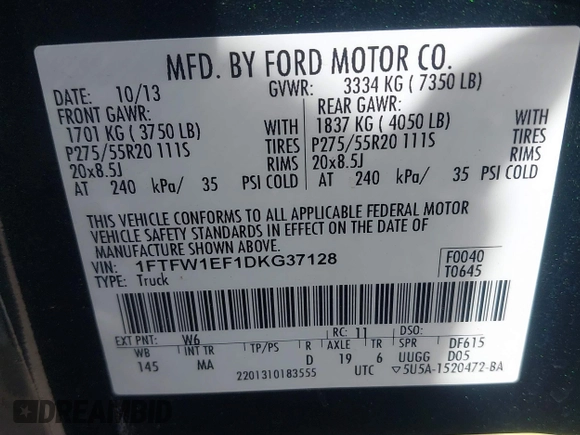 MFD. BY FORD MOTOR CO.
DATE: 10/13 GVWR: 3334 KG ( 7350 LB)
FRONT GAWR: REAR GAWR:
1701 KG ( 3750 LB) WITH 1837 KG ( 4050 LB) WITH
P275/55R20 111S TIRES P275/55R20 111S TIRES
20x8.5J RIMS 20x8.5J RIMS
AT 240 kPa/ 35 PSI COLD AT 240 kPa/ 35 PSI COLD
THIS VEHICLE CONFORMS TO ALL APPLICABLE FEDERAL MOTOR
VEHICLE SAFETY STANDARDS IN EFFECT ON THE DATE OF
MANUFACTURE SHOWN ABOVE.
VIN: 1FTFW1EF1DKG37128 F0040
TYPE: Truck T0645
EXT PNT: W6 RC: 11 DSO:
WB INT TR TP/PS R AXLE TR SPR DF615
145 MA D 19 6 UUGG D05
2201310183555 UTC ▽5U5A-1520472-BA
DREAMBID.COM